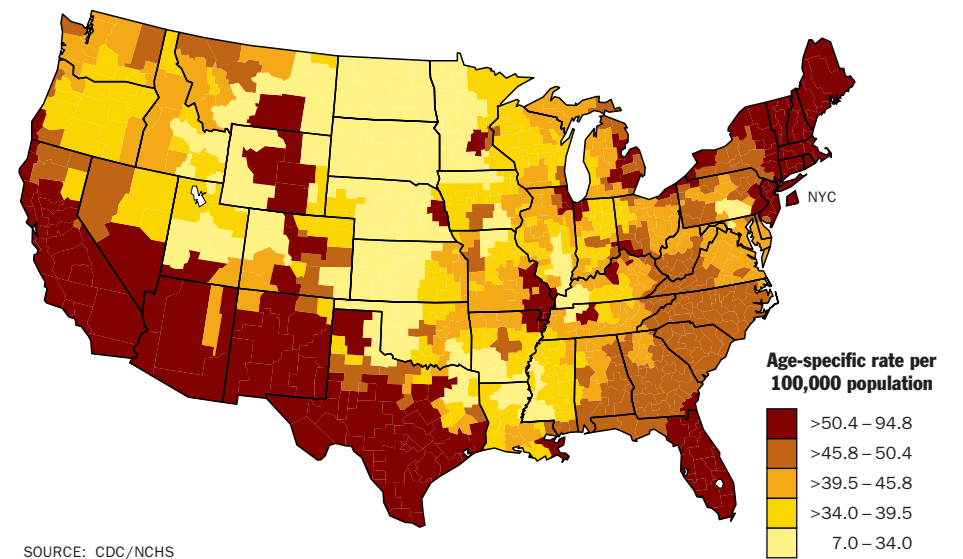 NYC
Age-specific rate per
100,000 population
>50.4 – 94.8
>45.8 – 50.4
>39.5 – 45.8
>34.0 – 39.5
7.0 – 34.0
SOURCE: CDC/NCHS